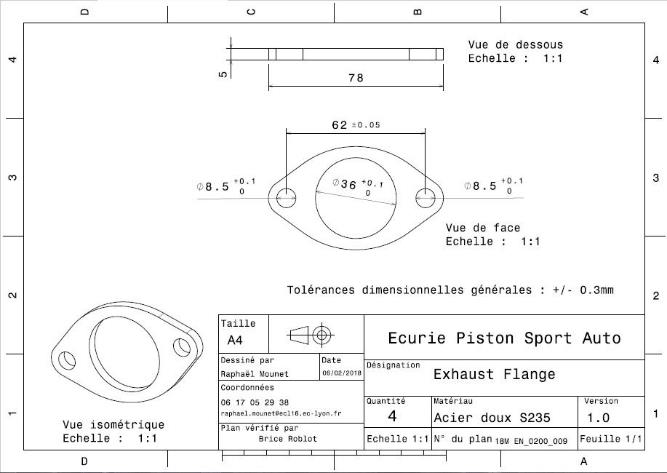 D C B A
4 4
Vue de dessous
Echelle : 1:1
5
78
62 ±0.05
3 3
∅8.5 +0.1 0
∅36 +0.1 0
∅8.5 +0.1 0
Vue de face
Echelle : 1:1
Tolérances dimensionnelles générales : +/- 0.3mm
2 2
Taille
A4
Ecurie Piston Sport Auto
Dessiné par
Raphaël Mounet
Date
06/02/2018
Désignation
Exhaust Flange
Coordonnées
06 17 05 29 38
raphael.mounet@ecl16.ec-lyon.fr
Quantité
4
Matériau
Acier doux S235
Version
1.0
1 1
Plan vérifié par
Brice Roblot
Echelle 1:1
N° du plan 18M EN_0200_009
Feuille 1/1
Vue isométrique
Echelle : 1:1
D A